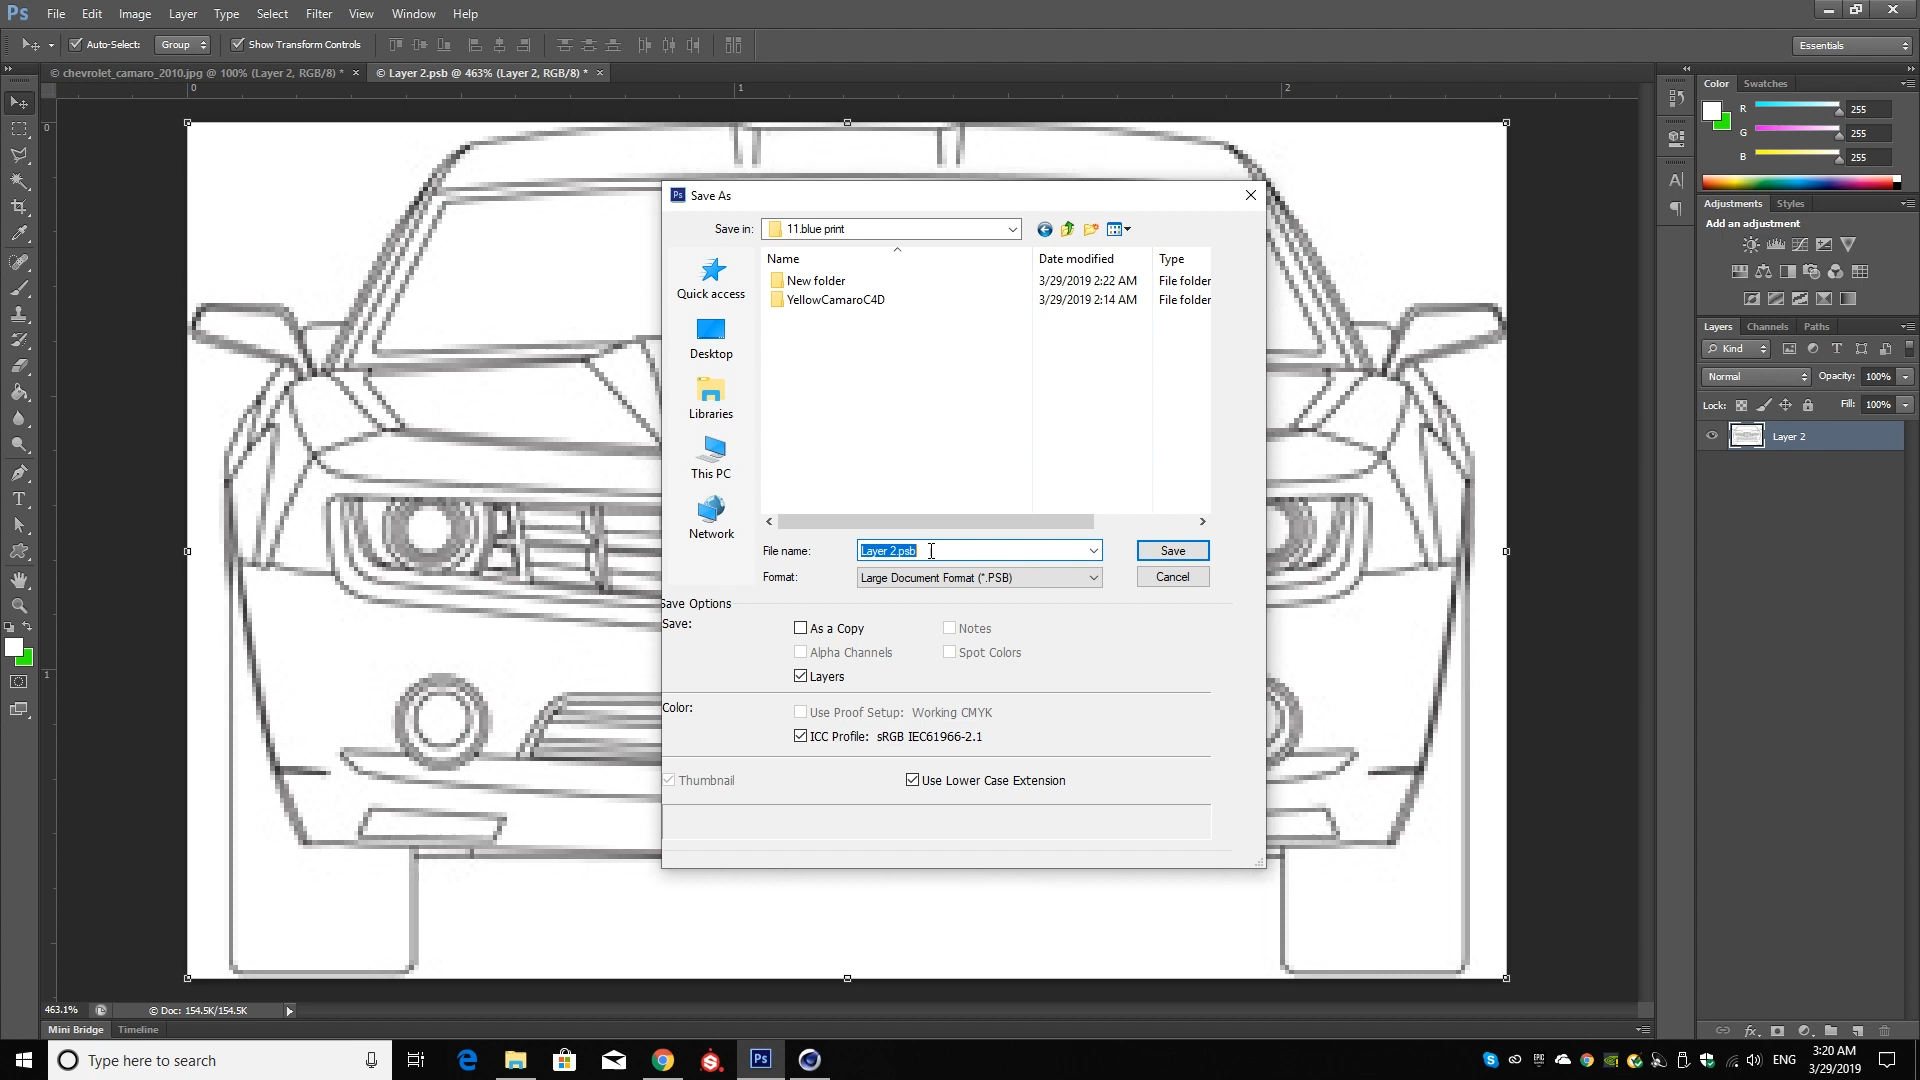 Ps File Edit Image Layer Type Select Filter View Window Help
Auto-Select: Group Show Transform Controls Essentials
© chevrolet_camaro_2010.jpg @ 100% (Layer 2, RGB/8) * × © Layer 2.psb @ 463% (Layer 2, RGB/8) * ×
0 1 2
0
1
Color Swatches
R 255
G 255
B 255
Adjustments Styles
Add an adjustment
Layers Channels Paths
Kind
Normal Opacity: 100%
Lock: Fill: 100%
Layer 2
Ps Save As
Save in: 11.blue print
Quick access
Desktop
Libraries
This PC
Network
Name Date modified Type
New folder 3/29/2019 2:22 AM File folder
YellowCamaroC4D 3/29/2019 2:14 AM File folder
File name: Layer 2.psb Save
Format: Large Document Format (*.PSB) Cancel
Save Options
Save:
As a Copy Notes
Alpha Channels Spot Colors
Layers
Color:
Use Proof Setup: Working CMYK
ICC Profile: sRGB IEC61966-2.1
Thumbnail Use Lower Case Extension
463.1% © Doc: 154.5K/154.5K
Mini Bridge Timeline
Type here to search
Ps
ENG
3:20 AM
3/29/2019